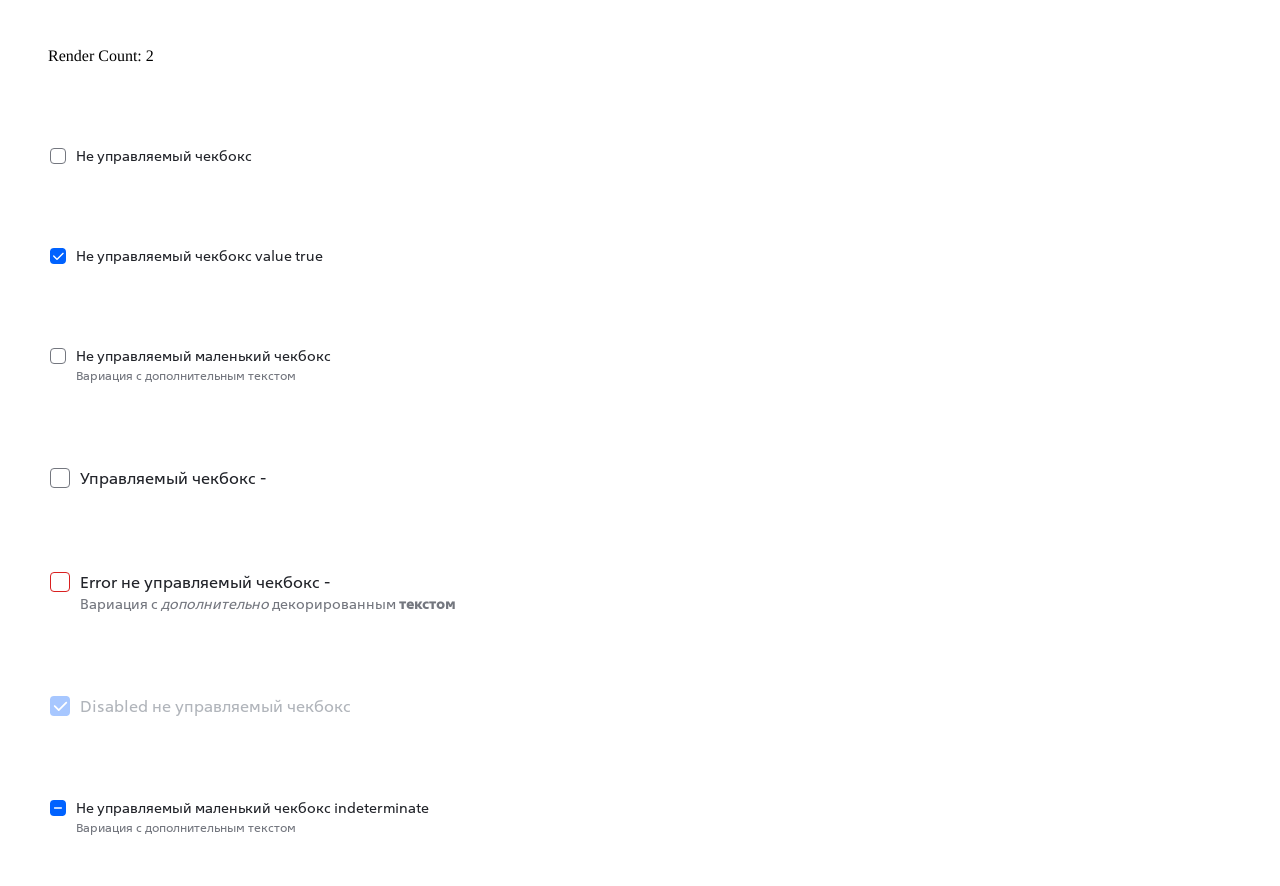 Render Count: 2
Не управляемый чекбокс
Не управляемый чекбокс value true
Не управляемый маленький чекбокс
Вариация с дополнительным текстом
Управляемый чекбокс -
Error не управляемый чекбокс -
Вариация с дополнительно декорированным текстом
Disabled не управляемый чекбокс
Не управляемый маленький чекбокс indeterminate
Вариация с дополнительным текстом